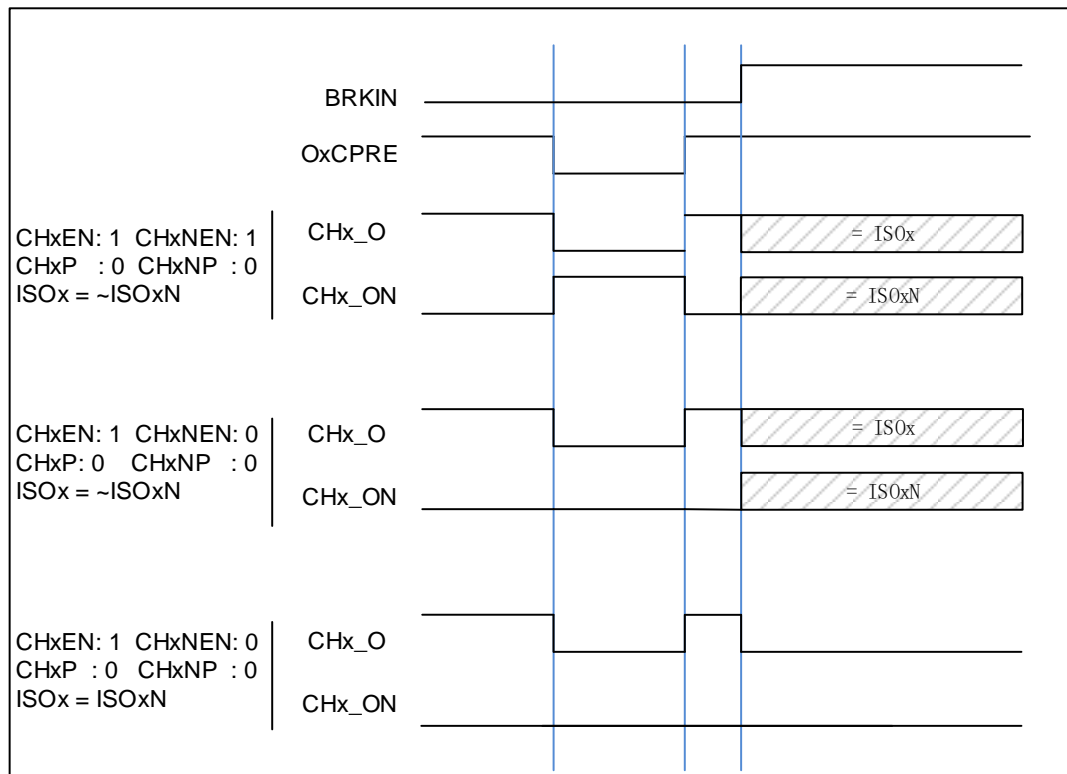 BRKIN
OxCPRE
CHxEN: 1 CHxNEN: 1
CHxP : 0 CHxNP : 0
ISOx = ~ISOxN
CHx_O
= ISOx
CHx_ON
= ISOxN
CHxEN: 1 CHxNEN: 0
CHxP: 0 CHxNP : 0
ISOx = ~ISOxN
CHx_O
= ISOx
CHx_ON
= ISOxN
CHxEN: 1 CHxNEN: 0
CHxP : 0 CHxNP : 0
ISOx = ISOxN
CHx_O
CHx_ON